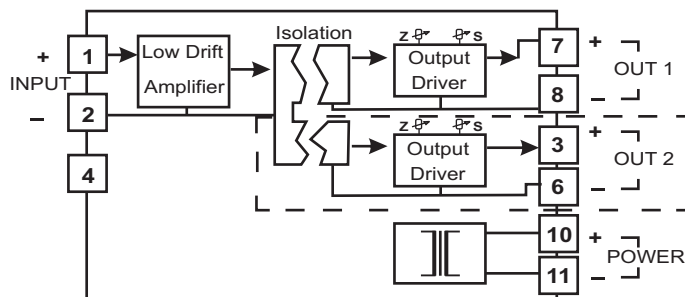 Isolation
Z S
+ 1 Low Drift Amplifier Output Driver 7 +
INPUT OUT 1
− 2 8 −
Z S
4 Output Driver 3 +
OUT 2
6 −
10 +
POWER
11 −